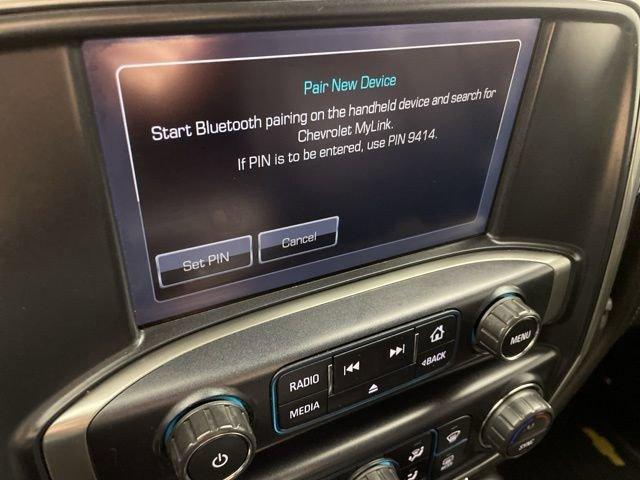 Pair New Device
Start Bluetooth pairing on the handheld device and search for
Chevrolet MyLink.
If PIN is to be entered, use PIN 9414.
Set PIN
Cancel
RADIO
MEDIA
BACK
MENU
SYNC